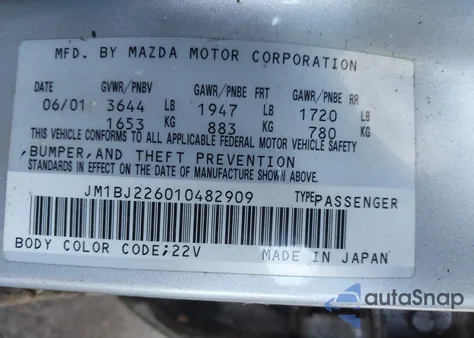 MFD. BY MAZDA MOTOR CORPORATION
DATE GVWR/PNBV GAWR/PNBE FRT GAWR/PNBE RR
06/01 3644 LB 1947 LB 1720 LB
1653 KG 883 KG 780 KG
THIS VEHICLE CONFORMS TO ALL APPLICABLE FEDERAL MOTOR VEHICLE SAFETY,
BUMPER, AND THEFT PREVENTION
STANDARDS IN EFFECT ON THE DATE OF MANUFACTURE SHOWN ABOVE.
JM1BJ226010482909 TYPE PASSENGER
BODY COLOR CODE;22V MADE IN JAPAN
autoSnap